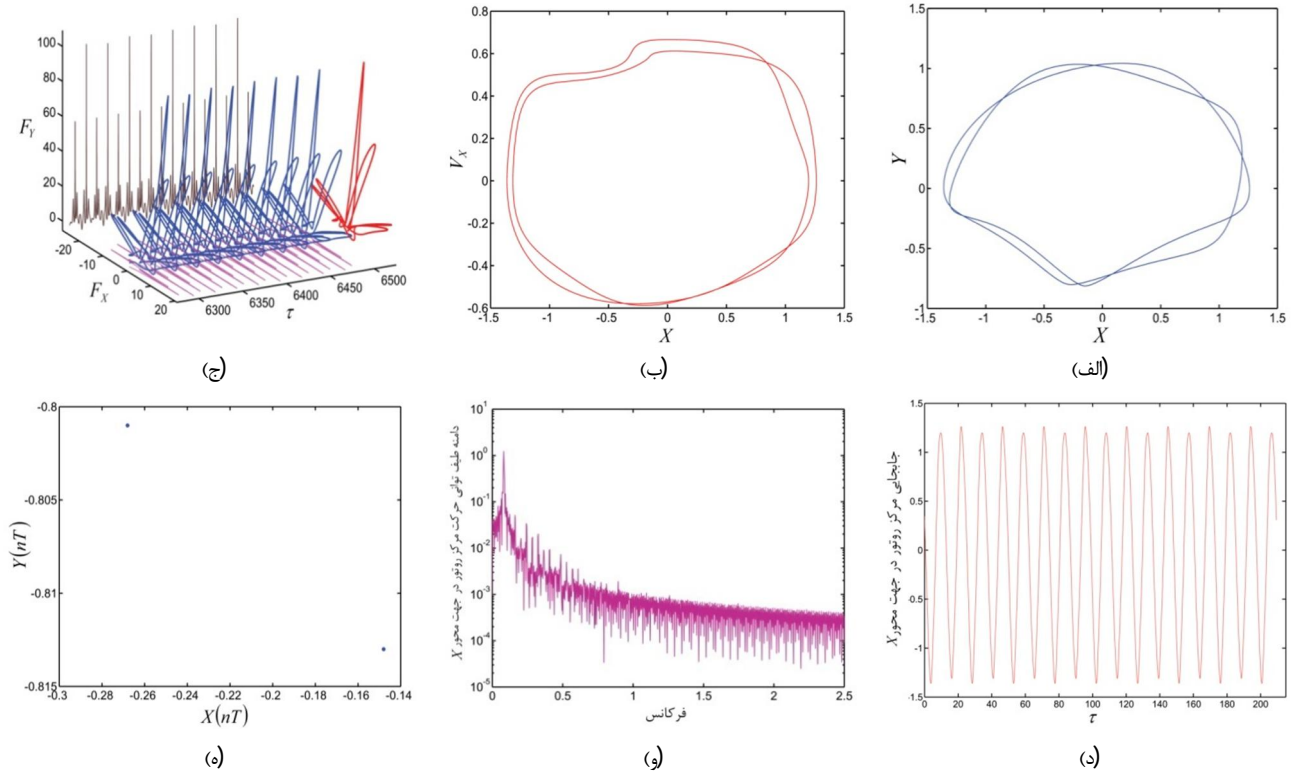 100
80
60
40
20
0
F_Y
-20
-10
0
10
20
F_X
6300
6350
6400
6450
6500
τ
(ج)
0.8
0.6
0.4
0.2
0
-0.2
-0.4
-0.6
V_X
-1.5 -1 -0.5 0 0.5 1 1.5
X
(ب)
1.5
1
0.5
0
-0.5
-1
Y
-1.5 -1 -0.5 0 0.5 1 1.5
X
(الف)
-0.8
-0.805
-0.81
-0.815
Y(nT)
-0.3 -0.28 -0.26 -0.24 -0.22 -0.2 -0.18 -0.16 -0.14
X(nT)
(ه)
10^1
10^0
10^-1
10^-2
10^-3
10^-4
10^-5
دامنه طیف توانی حرکت مرکز روتور در جهت محور X
0 0.5 1 1.5 2 2.5
فرکانس
(و)
1.5
1
0.5
0
-0.5
-1
-1.5
جابجایی مرکز روتور در جهت محور X
0 20 40 60 80 100 120 140 160 180 200
τ
(د)